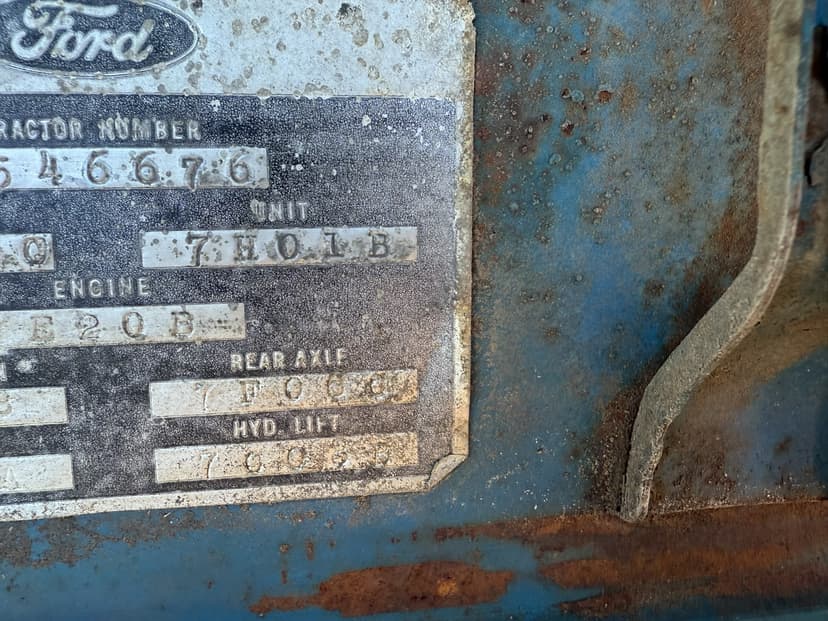 Ford
RACTOR NUMBER
546676
UNIT
7H01B
ENGINE
E20B
REAR AXLE
HYD. LIFT